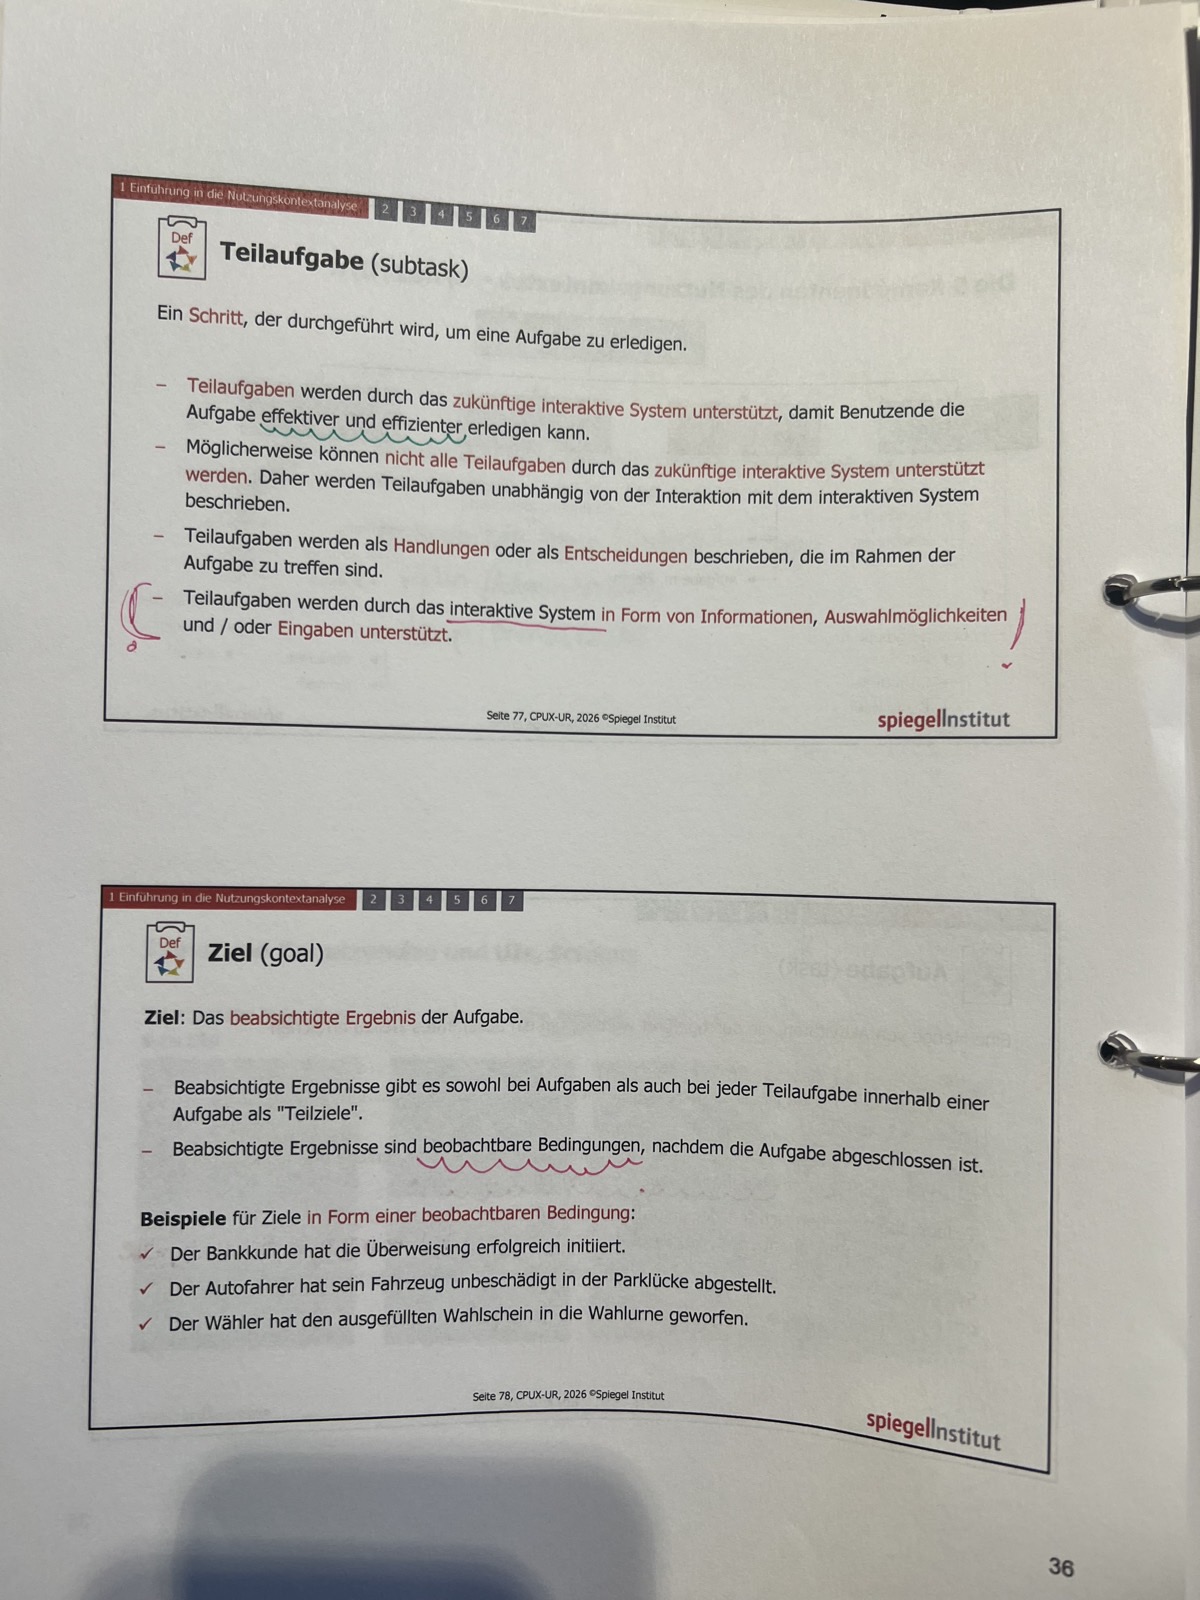 1 Einführung in die Nutzungskontextanalyse 2 3 4 5 6 7
Def
Teilaufgabe (subtask)
Ein Schritt, der durchgeführt wird, um eine Aufgabe zu erledigen.
– Teilaufgaben werden durch das zukünftige interaktive System unterstützt, damit Benutzende die
Aufgabe effektiver und effizienter erledigen kann.
– Möglicherweise können nicht alle Teilaufgaben durch das zukünftige interaktive System unterstützt
werden. Daher werden Teilaufgaben unabhängig von der Interaktion mit dem interaktiven System
beschrieben.
– Teilaufgaben werden als Handlungen oder als Entscheidungen beschrieben, die im Rahmen der
Aufgabe zu treffen sind.
– Teilaufgaben werden durch das interaktive System in Form von Informationen, Auswahlmöglichkeiten
und / oder Eingaben unterstützt.
Seite 77, CPUX-UR, 2026 ©Spiegel Institut
spiegelInstitut
1 Einführung in die Nutzungskontextanalyse 2 3 4 5 6 7
Def
Ziel (goal)
Ziel: Das beabsichtigte Ergebnis der Aufgabe.
– Beabsichtigte Ergebnisse gibt es sowohl bei Aufgaben als auch bei jeder Teilaufgabe innerhalb einer
Aufgabe als "Teilziele".
– Beabsichtigte Ergebnisse sind beobachtbare Bedingungen, nachdem die Aufgabe abgeschlossen ist.
Beispiele für Ziele in Form einer beobachtbaren Bedingung:
✓ Der Bankkunde hat die Überweisung erfolgreich initiiert.
✓ Der Autofahrer hat sein Fahrzeug unbeschädigt in der Parklücke abgestellt.
✓ Der Wähler hat den ausgefüllten Wahlschein in die Wahlurne geworfen.
Seite 78, CPUX-UR, 2026 ©Spiegel Institut
spiegelInstitut
36